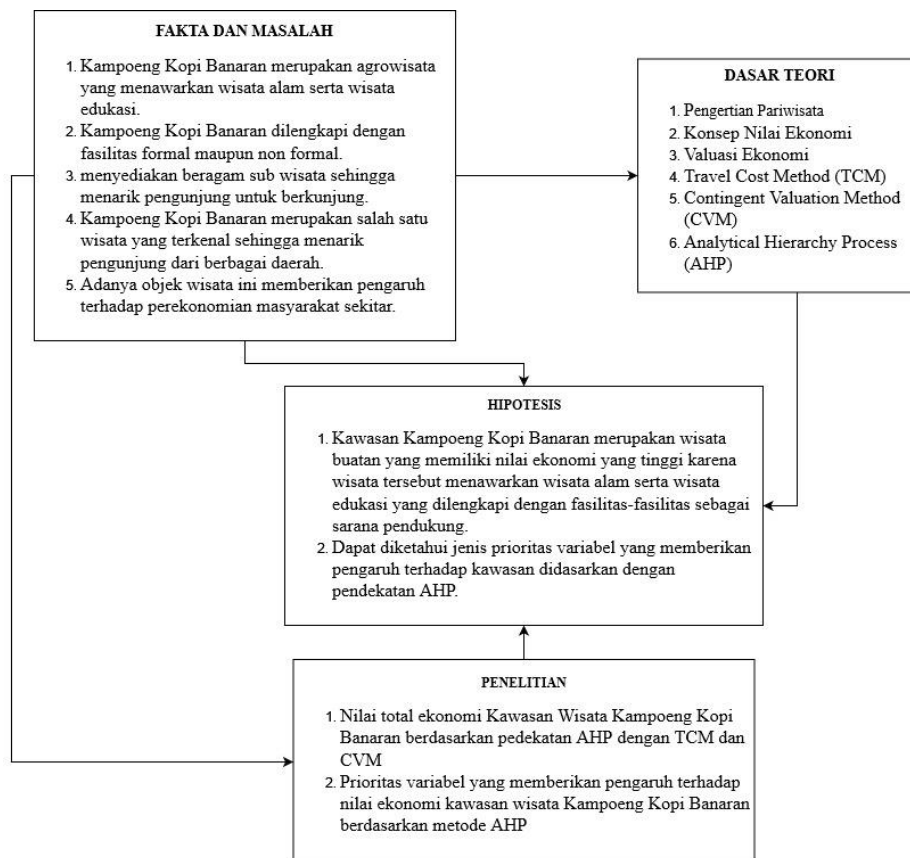 FAKTA DAN MASALAH
1. Kampoeng Kopi Banaran merupakan agrowisata
yang menawarkan wisata alam serta wisata
edukasi.
2. Kampoeng Kopi Banaran dilengkapi dengan
fasilitas formal maupun non formal.
3. menyediakan beragam sub wisata sehingga
menarik pengunjung untuk berkunjung.
4. Kampoeng Kopi Banaran merupakan salah satu
wisata yang terkenal sehingga menarik
pengunjung dari berbagai daerah.
5. Adanya objek wisata ini memberikan pengaruh
terhadap perekonomian masyarakat sekitar.
DASAR TEORI
1. Pengertian Pariwisata
2. Konsep Nilai Ekonomi
3. Valuasi Ekonomi
4. Travel Cost Method (TCM)
5. Contingent Valuation Method
(CVM)
6. Analytical Hierarchy Process
(AHP)
HIPOTESIS
1. Kawasan Kampoeng Kopi Banaran merupakan wisata
buatan yang memiliki nilai ekonomi yang tinggi karena
wisata tersebut menawarkan wisata alam serta wisata
edukasi yang dilengkapi dengan fasilitas-fasilitas sebagai
sarana pendukung.
2. Dapat diketahui jenis prioritas variabel yang memberikan
pengaruh terhadap kawasan didasarkan dengan
pendekatan AHP.
PENELITIAN
1. Nilai total ekonomi Kawasan Wisata Kampoeng Kopi
Banaran berdasarkan pedekatan AHP dengan TCM dan
CVM
2. Prioritas variabel yang memberikan pengaruh terhadap
nilai ekonomi kawasan wisata Kampoeng Kopi Banaran
berdasarkan metode AHP